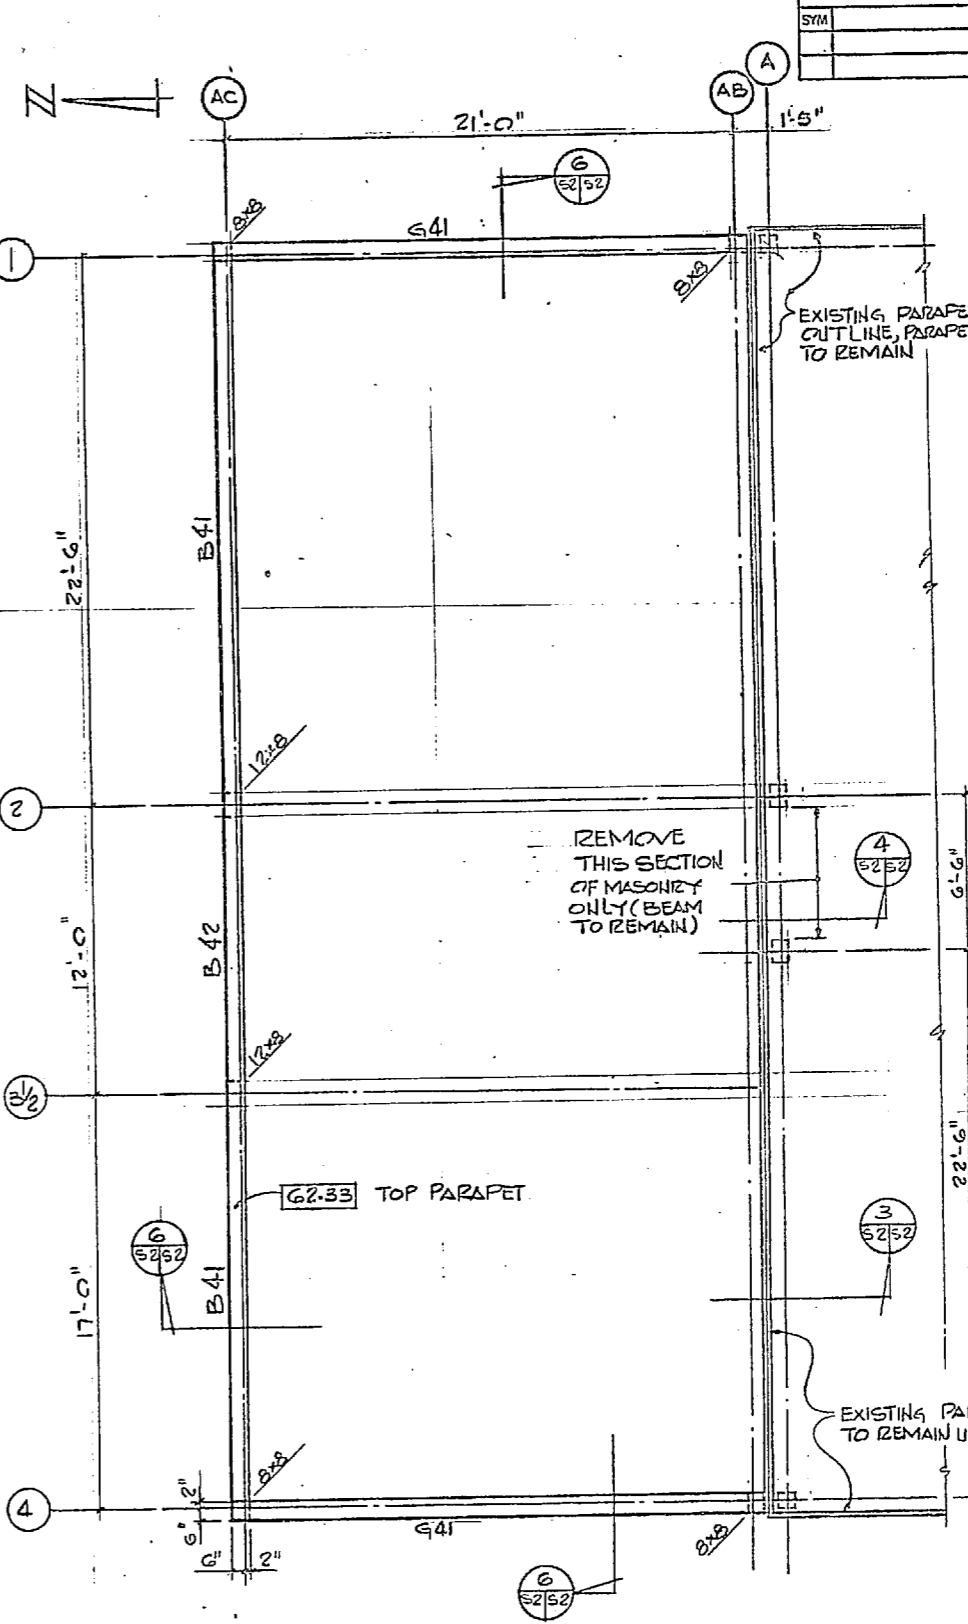 SYM
N
AC
AB
A
21'-0"
1'-5"
6
S2 S2
8x8
G41
1
8x8
EXISTING PARAPE
OUTLINE, PARAPE
TO REMAIN
B41
22'-6"
12x8
2
REMOVE
THIS SECTION
OF MASONRY
ONLY (BEAM
TO REMAIN)
4
S2 S2
6'-6"
B42
12'-0"
12x8
3½
22'-6"
62.33 TOP PARAPET
6
S2 S2
3
S2 S2
B41
17'-0"
EXISTING PA
TO REMAIN U
8x8
2"
4
6"
G41
8x8
6" 2"
6
S2 S2